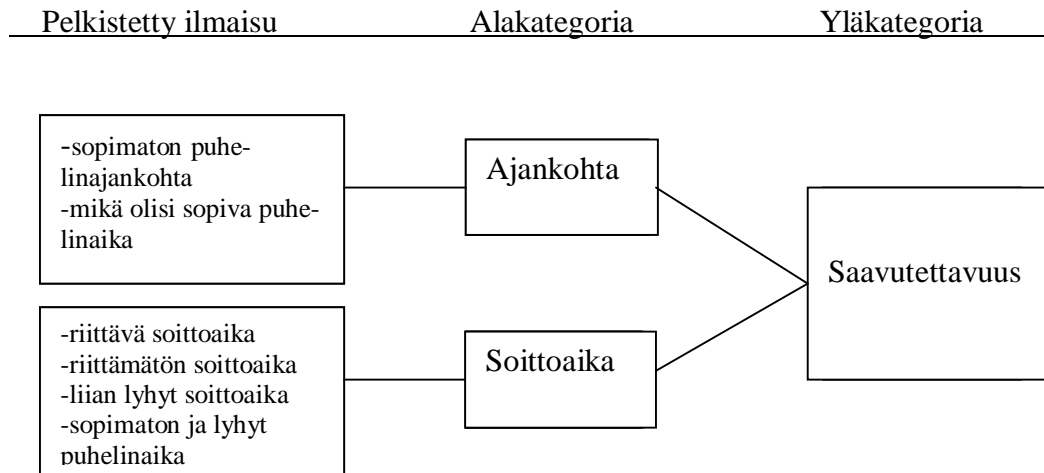 Pelkistetty ilmaisu Alakategoria Yläkategoria
-sopimaton puhe-
linajankohta
-mikä olisi sopiva puhe-
linaika
Ajankohta
Saavutettavuus
-riittävä soittoaika
-riittämätön soittoaika
-liian lyhyt soittoaika
-sopimaton ja lyhyt
puhelinaika
Soittoaika